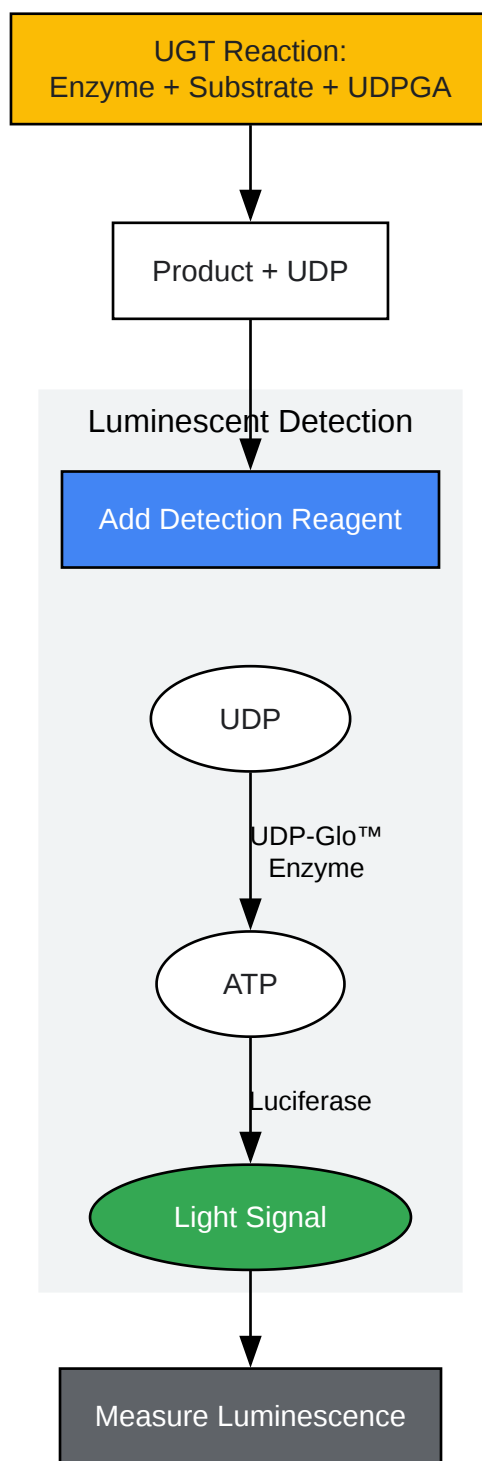 UGT Reaction:
Enzyme + Substrate + UDPGA
Product + UDP
Luminescent Detection
Add Detection Reagent
UDP
UDP-Glo™
Enzyme
ATP
Luciferase
Light Signal
Measure Luminescence